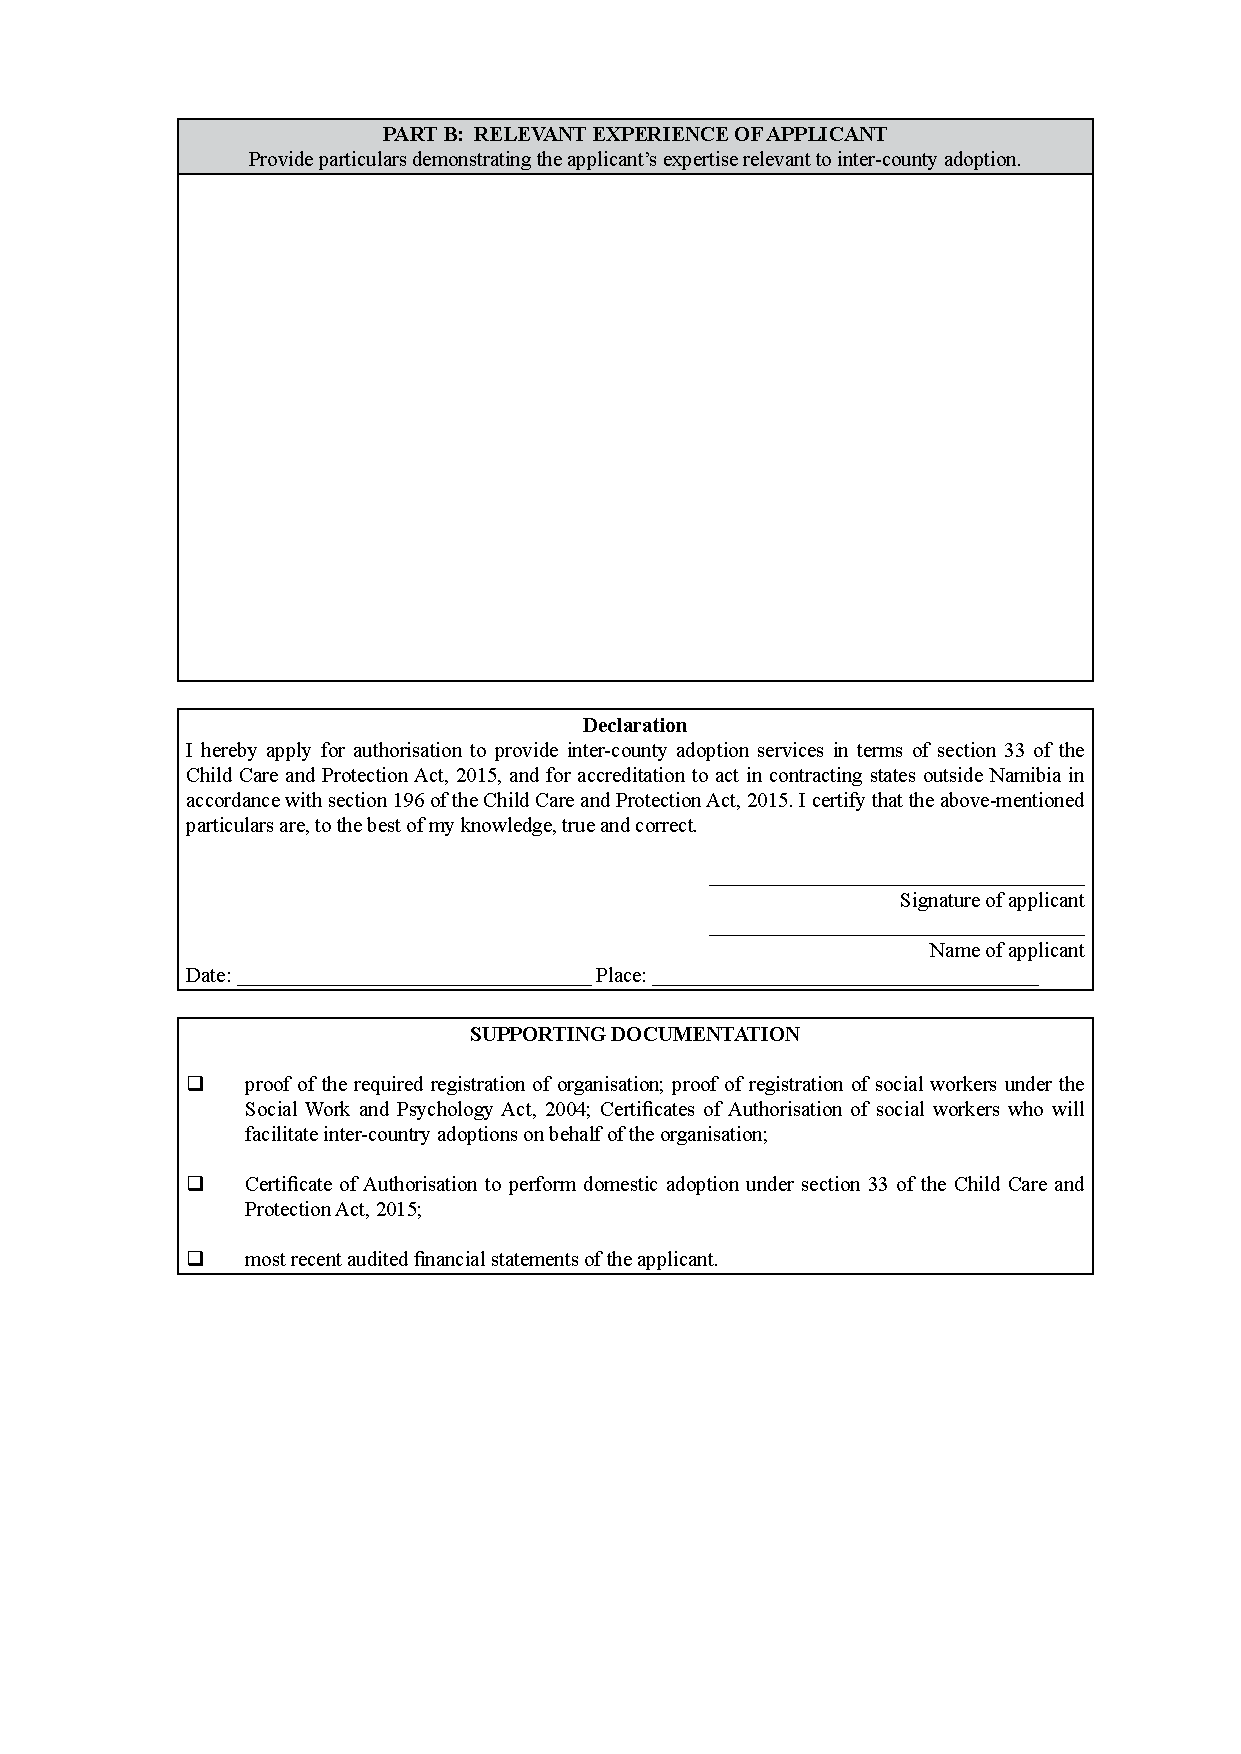 PART B:  RELEVANT EXPERIENCE OF APPLICANT
Provide particulars demonstrating the applicant’s expertise relevant to inter-county adoption.
Declaration
I hereby apply for authorisation to provide inter-county adoption services in terms of section 33 of the
Child Care and Protection Act, 2015, and for accreditation to act in contracting states outside Namibia in
accordance with section 196 of the Child Care and Protection Act, 2015. I certify that the above-mentioned
particulars are, to the best of my knowledge, true and correct.
Signature of applicant
Name of applicant
Date: __________________________________ Place: _____________________________________
SUPPORTING DOCUMENTATION
❑ proof of the required registration of organisation; proof of registration of social workers under the
Social Work and Psychology Act, 2004; Certificates of Authorisation of social workers who will
facilitate inter-country adoptions on behalf of the organisation;
❑ Certificate of Authorisation to perform domestic adoption under section 33 of the Child Care and
Protection Act, 2015;
❑ most recent audited financial statements of the applicant.